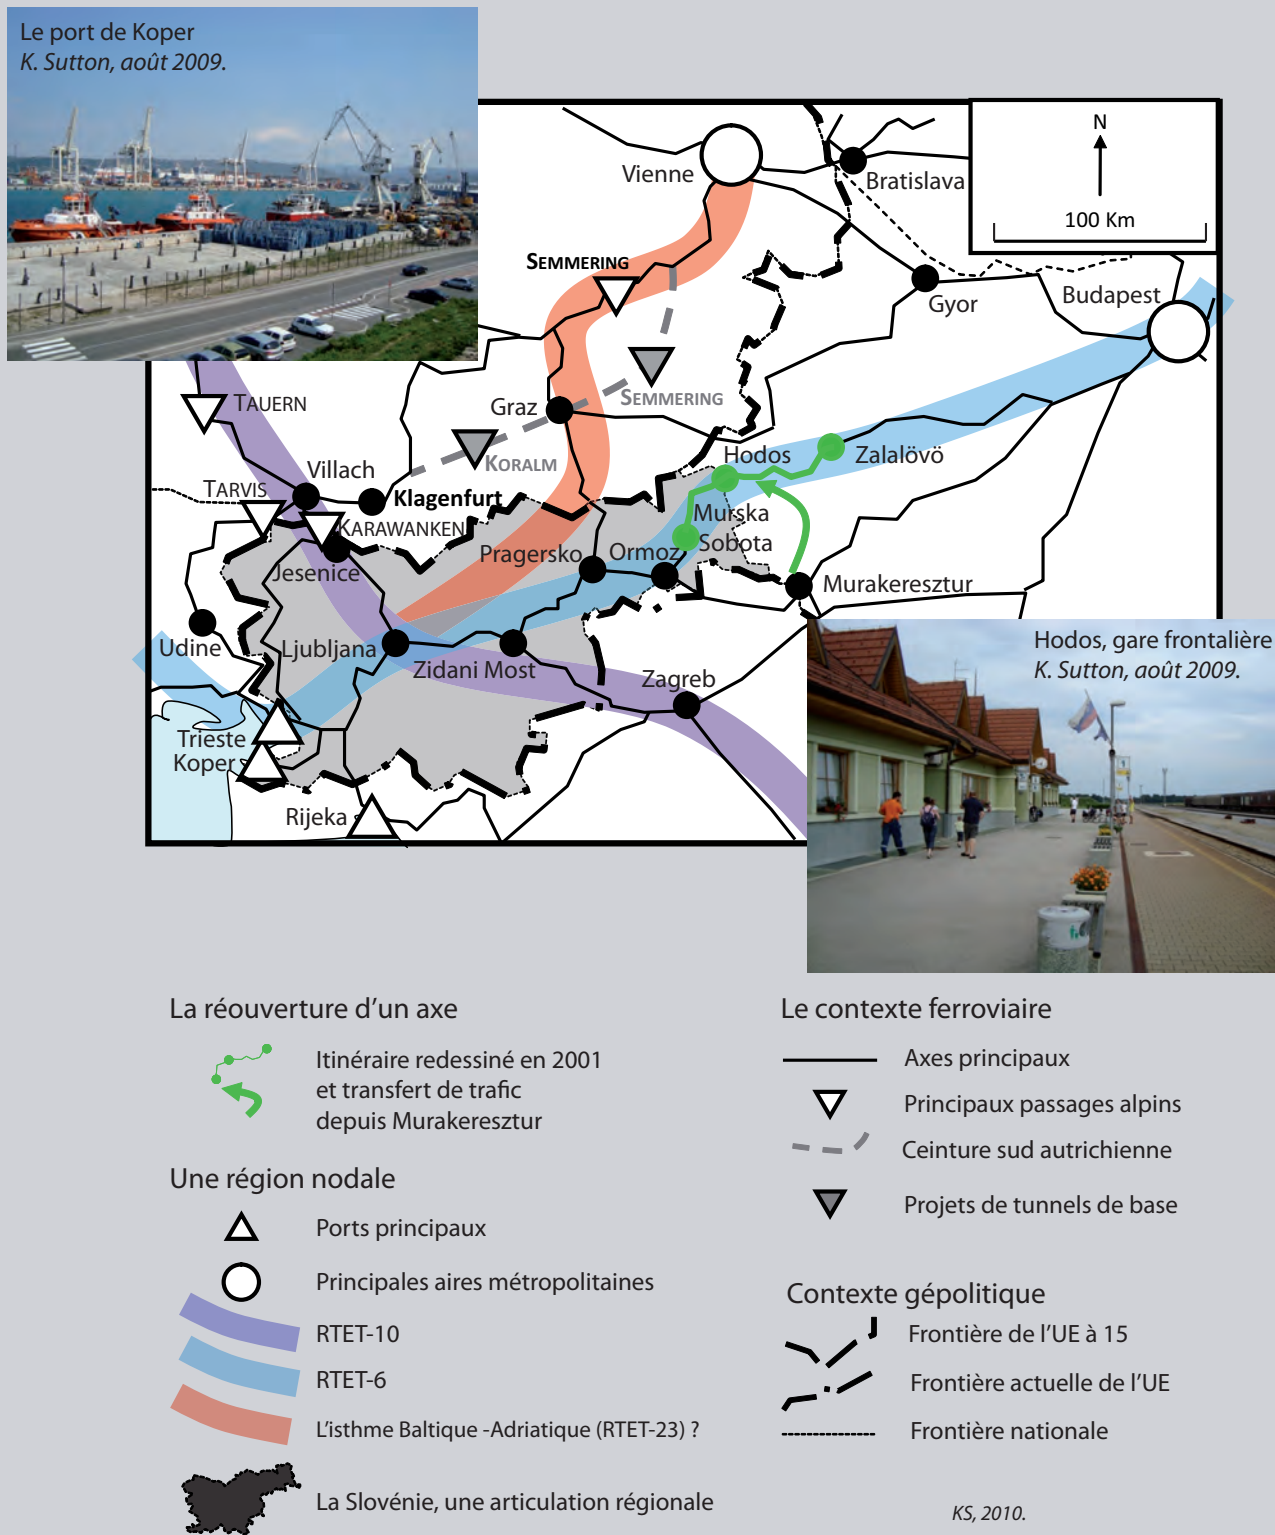 Le port de Koper
K. Sutton, août 2009.
N
100 Km
Vienne
Bratislava
SEMMERING
Gyor
Budapest
TAUERN
Graz
SEMMERING
KORALM
Hodos
Zalalövö
Villach
TARVIS
Klagenfurt
KARAWANKEN
Murska
Sobota
Pragersko
Ormoz
Jesenice
Murakeresztur
Udine
Ljubljana
Zidani Most
Zagreb
Trieste
Koper
Rijeka
Hodos, gare frontalière
K. Sutton, août 2009.
La réouverture d'un axe
Itinéraire redessiné en 2001
et transfert de trafic
depuis Murakeresztur
Une région nodale
Ports principaux
Principales aires métropolitaines
RTET-10
RTET-6
L'isthme Baltique -Adriatique (RTET-23) ?
La Slovénie, une articulation régionale
Le contexte ferroviaire
Axes principaux
Principaux passages alpins
Ceinture sud autrichienne
Projets de tunnels de base
Contexte gépolitique
Frontière de l'UE à 15
Frontière actuelle de l'UE
Frontière nationale
KS, 2010.